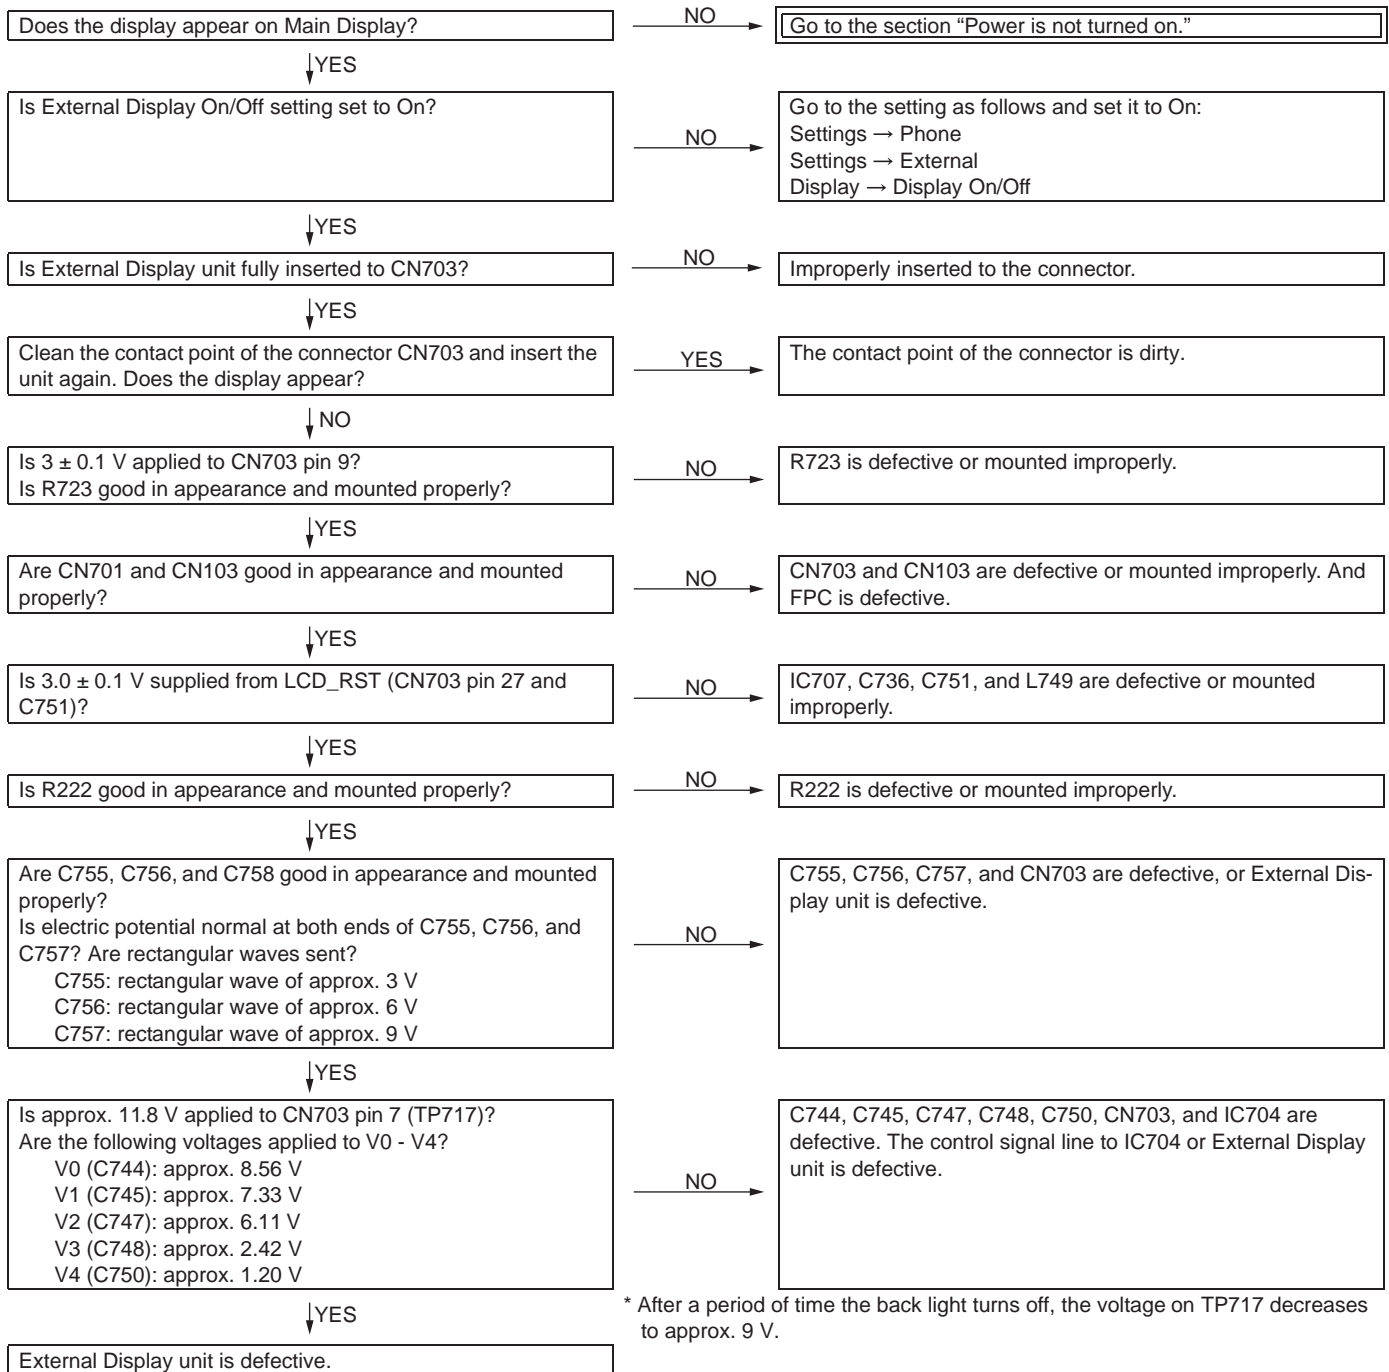 Does the display appear on Main Display?
NO
Go to the section “Power is not turned on.”
YES
Is External Display On/Off setting set to On?
NO
Go to the setting as follows and set it to On:
Settings → Phone
Settings → External
Display → Display On/Off
YES
Is External Display unit fully inserted to CN703?
NO
Improperly inserted to the connector.
YES
Clean the contact point of the connector CN703 and insert the
unit again. Does the display appear?
YES
The contact point of the connector is dirty.
NO
Is 3 ± 0.1 V applied to CN703 pin 9?
Is R723 good in appearance and mounted properly?
NO
R723 is defective or mounted improperly.
YES
Are CN701 and CN103 good in appearance and mounted
properly?
NO
CN703 and CN103 are defective or mounted improperly. And
FPC is defective.
YES
Is 3.0 ± 0.1 V supplied from LCD_RST (CN703 pin 27 and
C751)?
NO
IC707, C736, C751, and L749 are defective or mounted
improperly.
YES
Is R222 good in appearance and mounted properly?
NO
R222 is defective or mounted improperly.
YES
Are C755, C756, and C758 good in appearance and mounted
properly?
Is electric potential normal at both ends of C755, C756, and
C757? Are rectangular waves sent?
C755: rectangular wave of approx. 3 V
C756: rectangular wave of approx. 6 V
C757: rectangular wave of approx. 9 V
NO
C755, C756, C757, and CN703 are defective, or External Dis-
play unit is defective.
YES
Is approx. 11.8 V applied to CN703 pin 7 (TP717)?
Are the following voltages applied to V0 - V4?
V0 (C744): approx. 8.56 V
V1 (C745): approx. 7.33 V
V2 (C747): approx. 6.11 V
V3 (C748): approx. 2.42 V
V4 (C750): approx. 1.20 V
NO
C744, C745, C747, C748, C750, CN703, and IC704 are
defective. The control signal line to IC704 or External Display
unit is defective.
* After a period of time the back light turns off, the voltage on TP717 decreases
to approx. 9 V.
YES
External Display unit is defective.